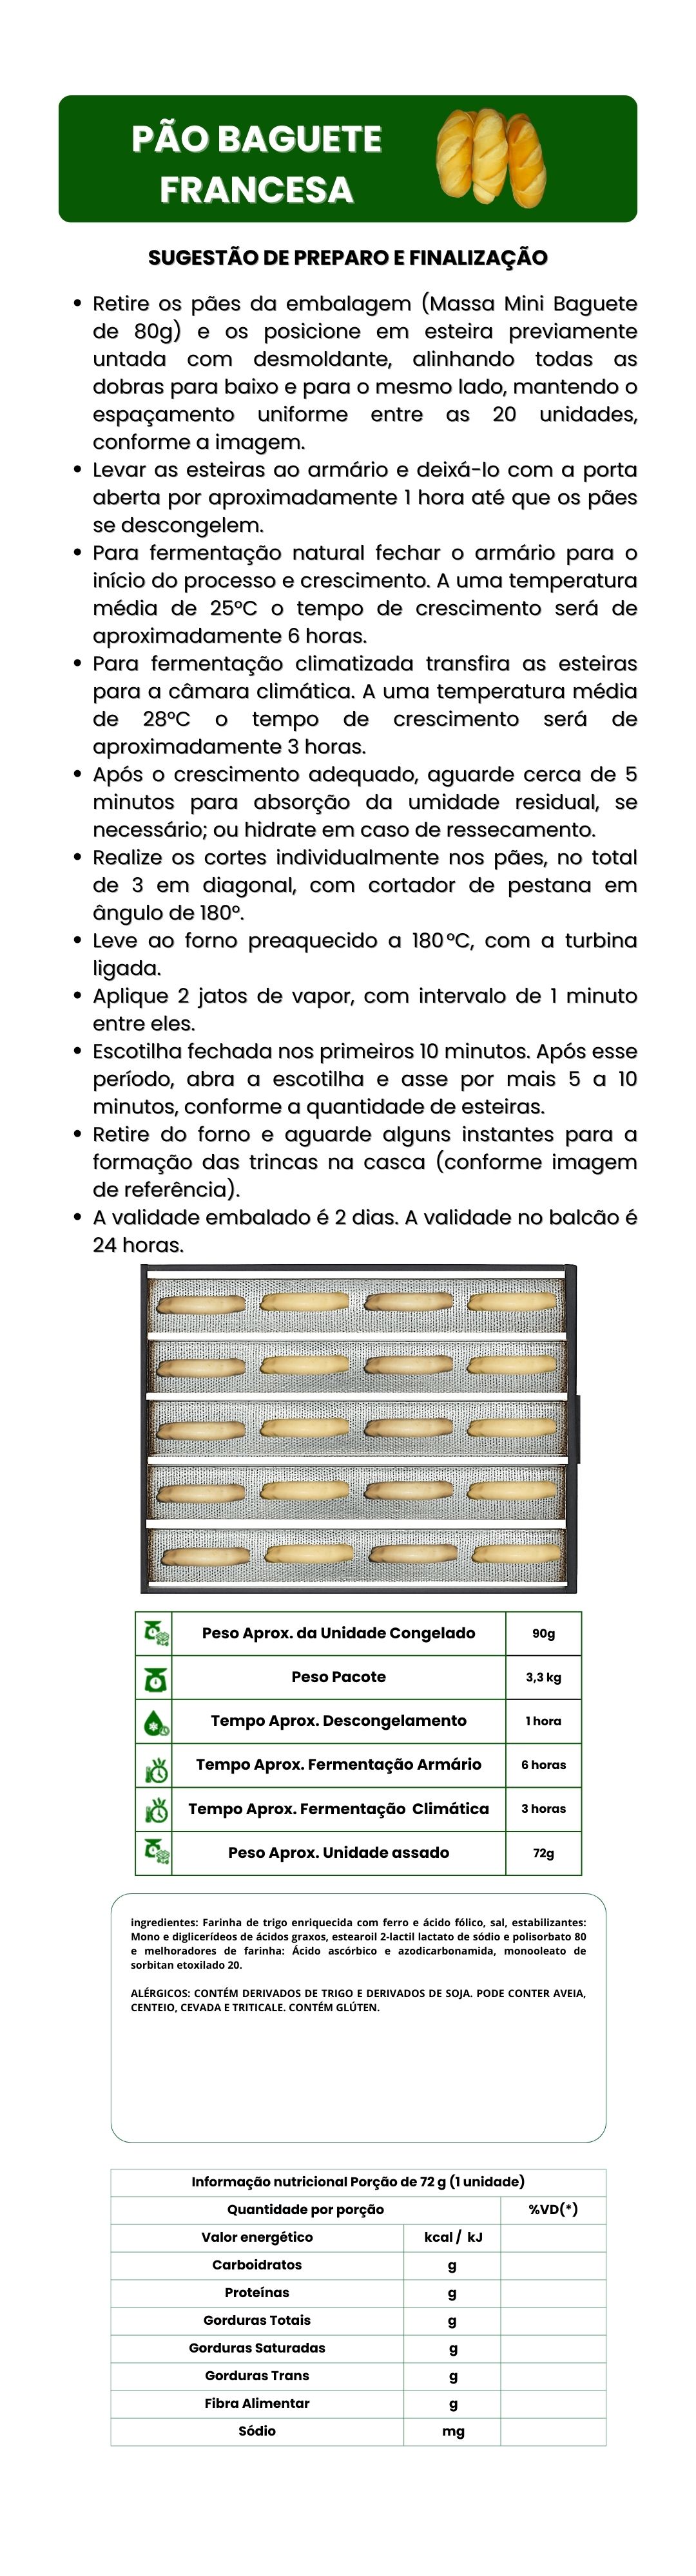 PÃO BAGUETE
FRANCESA
SUGESTÃO DE PREPARO E FINALIZAÇÃO
• Retire os pães da embalagem (Massa Mini Baguete
de 80g) e os posicione em esteira previamente
untada com desmoldante, alinhando todas as
dobras para baixo e para o mesmo lado, mantendo o
espaçamento uniforme entre as 20 unidades,
conforme a imagem.
• Levar as esteiras ao armário e deixá-lo com a porta
aberta por aproximadamente 1 hora até que os pães
se descongelem.
• Para fermentação natural fechar o armário para o
início do processo e crescimento. A uma temperatura
média de 25ºC o tempo de crescimento será de
aproximadamente 6 horas.
• Para fermentação climatizada transfira as esteiras
para a câmara climática. A uma temperatura média
de 28ºC o tempo de crescimento será de
aproximadamente 3 horas.
• Após o crescimento adequado, aguarde cerca de 5
minutos para absorção da umidade residual, se
necessário; ou hidrate em caso de ressecamento.
• Realize os cortes individualmente nos pães, no total
de 3 em diagonal, com cortador de pestana em
ângulo de 180º.
• Leve ao forno preaquecido a 180 ºC, com a turbina
ligada.
• Aplique 2 jatos de vapor, com intervalo de 1 minuto
entre eles.
• Escotilha fechada nos primeiros 10 minutos. Após esse
período, abra a escotilha e asse por mais 5 a 10
minutos, conforme a quantidade de esteiras.
• Retire do forno e aguarde alguns instantes para a
formação das trincas na casca (conforme imagem
de referência).
• A validade embalado é 2 dias. A validade no balcão é
24 horas.
Peso Aprox. da Unidade Congelado 90g
Peso Pacote 3,3 kg
Tempo Aprox. Descongelamento 1 hora
Tempo Aprox. Fermentação Armário 6 horas
Tempo Aprox. Fermentação Climática 3 horas
Peso Aprox. Unidade assado 72g
ingredientes: Farinha de trigo enriquecida com ferro e ácido fólico, sal, estabilizantes:
Mono e diglicerídeos de ácidos graxos, estearoil 2-lactil lactato de sódio e polisorbato 80
e melhoradores de farinha: Ácido ascórbico e azodicarbonamida, monooleato de
sorbitan etoxilado 20.
ALÉRGICOS: CONTÉM DERIVADOS DE TRIGO E DERIVADOS DE SOJA. PODE CONTER AVEIA,
CENTEIO, CEVADA E TRITICALE. CONTÉM GLÚTEN.
Informação nutricional Porção de 72 g (1 unidade)
Quantidade por porção %VD(*)
Valor energético kcal / kJ
Carboidratos g
Proteínas g
Gorduras Totais g
Gorduras Saturadas g
Gorduras Trans g
Fibra Alimentar g
Sódio mg